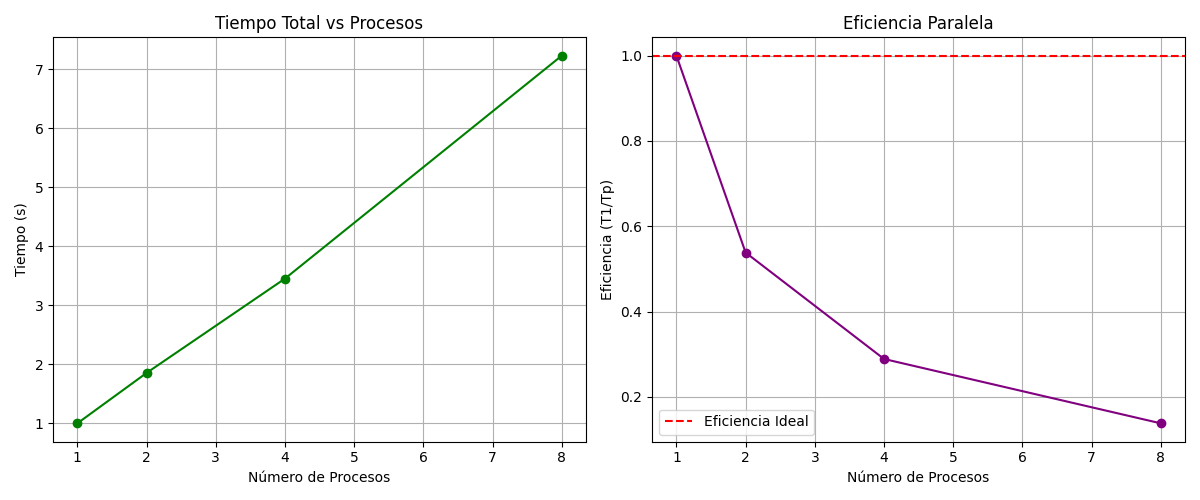 Tiempo Total vs Procesos
Tiempo (s)
7
6
5
4
3
2
1
1 2 3 4 5 6 7 8
Número de Procesos
Eficiencia Paralela
Eficiencia (T1/Tp)
1.0
0.8
0.6
0.4
0.2
Eficiencia Ideal
1 2 3 4 5 6 7 8
Número de Procesos